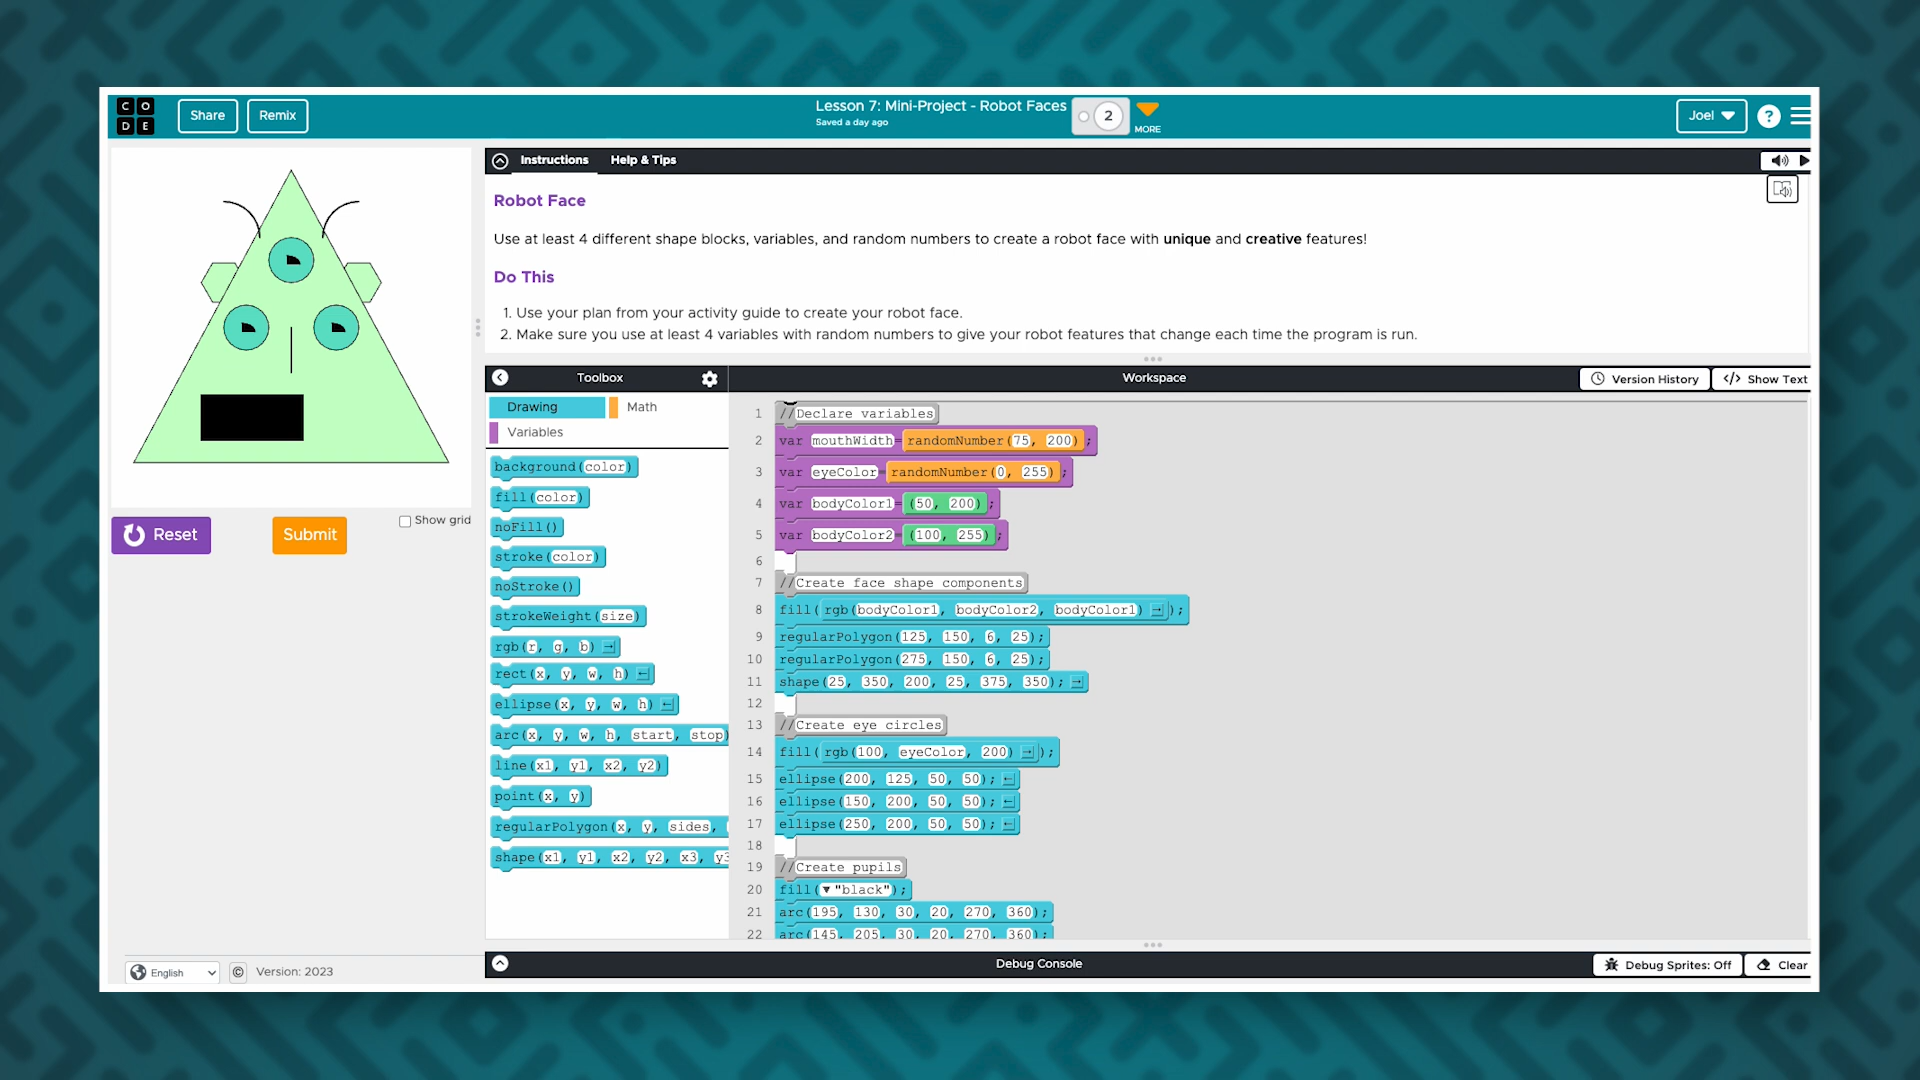 CODE
Share
Remix
Lesson 7: Mini-Project - Robot Faces
Saved a day ago
2
MORE
Joel
?
Instructions
Help & Tips
Robot Face
Use at least 4 different shape blocks, variables, and random numbers to create a robot face with unique and creative features!
Do This
1. Use your plan from your activity guide to create your robot face.
2. Make sure you use at least 4 variables with random numbers to give your robot features that change each time the program is run.
Reset
Submit
Show grid
Toolbox
Drawing
Math
Variables
background(color)
fill(color)
noFill()
stroke(color)
noStroke()
strokeWeight(size)
rgb(r, g, b)
rect(x, y, w, h)
ellipse(x, y, w, h)
arc(x, y, w, h, start, stop)
line(x1, y1, x2, y2)
point(x, y)
regularPolygon(x, y, sides,
shape(x1, y1, x2, y2, x3, y3
Workspace
Version History
</> Show Text
1 //Declare variables
2 var mouthWidth=randomNumber(75, 200);
3 var eyeColor=randomNumber(0, 255);
4 var bodyColor1=(50, 200);
5 var bodyColor2=(100, 255);
6
7 //Create face shape components
8 fill(rgb(bodyColor1, bodyColor2, bodyColor1));
9 regularPolygon(125, 150, 6, 25);
10 regularPolygon(275, 150, 6, 25);
11 shape(25, 350, 200, 25, 375, 350);
12
13 //Create eye circles
14 fill(rgb(100, eyeColor, 200));
15 ellipse(200, 125, 50, 50);
16 ellipse(150, 200, 50, 50);
17 ellipse(250, 200, 50, 50);
18
19 //Create pupils
20 fill("black");
21 arc(195, 130, 30, 20, 270, 360);
22 arc(145, 205, 30, 20, 270, 360);
Debug Console
Debug Sprites: Off
Clear
English
©
Version: 2023